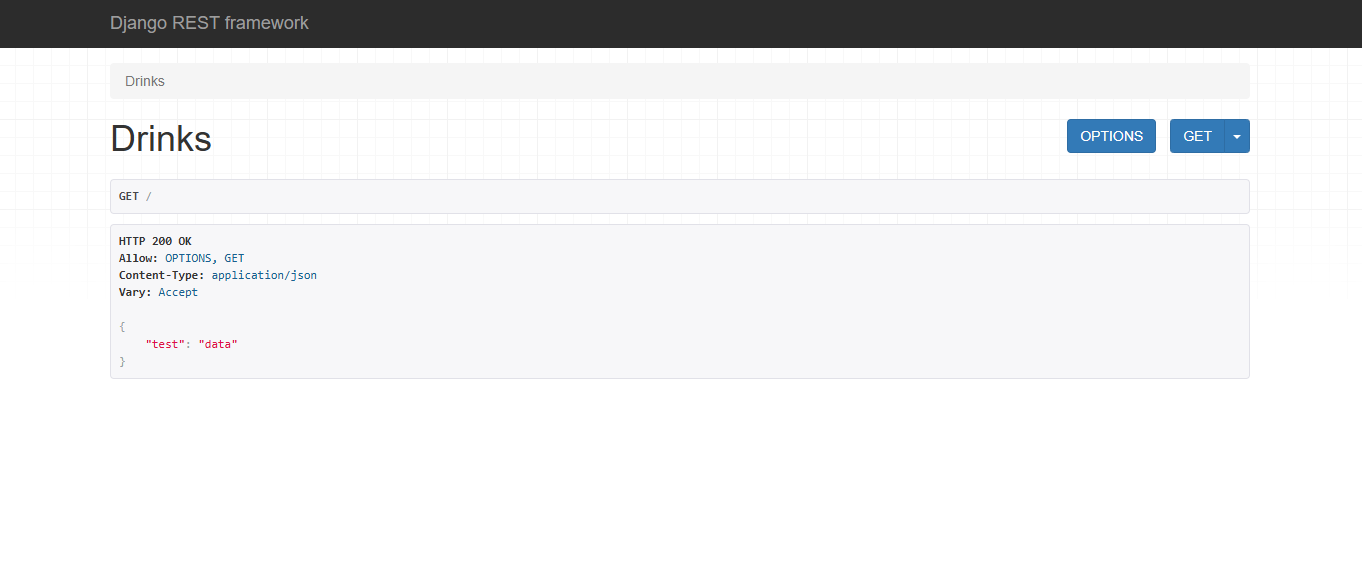 Django REST framework
Drinks
Drinks
OPTIONS GET
GET /
HTTP 200 OK
Allow: OPTIONS, GET
Content-Type: application/json
Vary: Accept
{
    "test": "data"
}